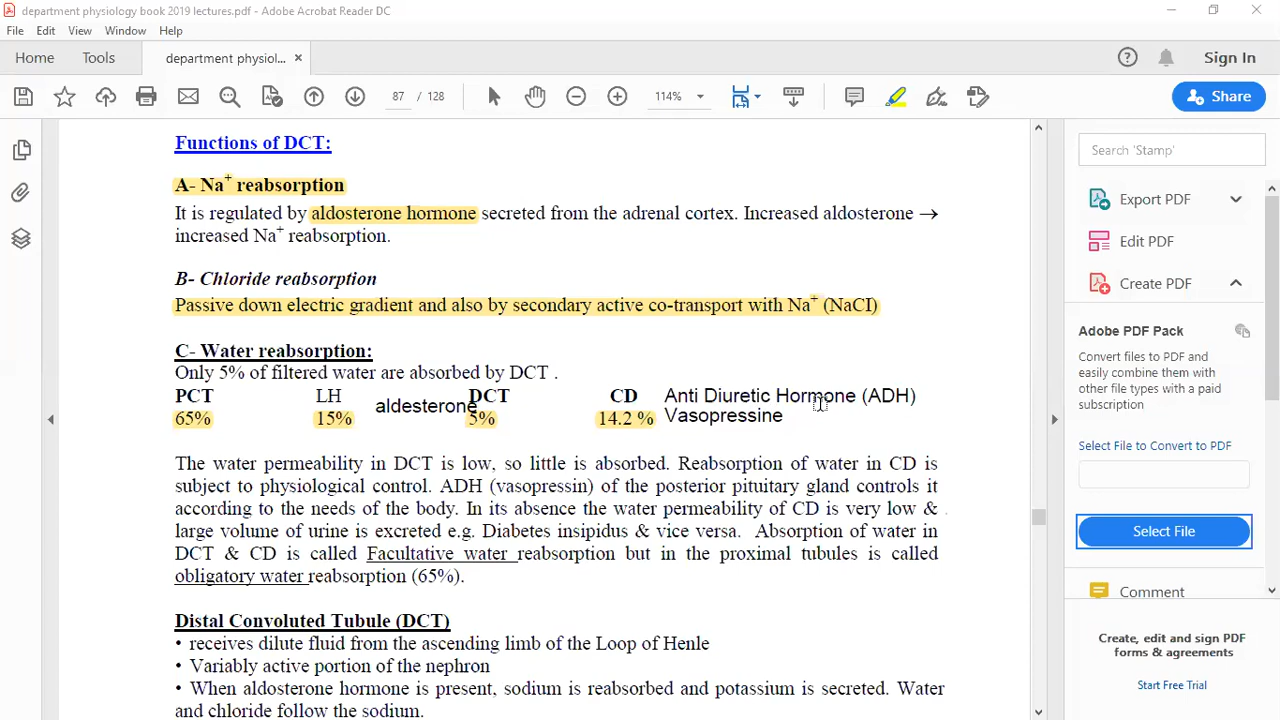 department physiology book 2019 lectures.pdf - Adobe Acrobat Reader DC
File Edit View Window Help
Home Tools department physiol... × Sign In
87 / 128 114% Share
Functions of DCT:
A- Na+ reabsorption
It is regulated by aldosterone hormone secreted from the adrenal cortex. Increased aldosterone →
increased Na+ reabsorption.
B- Chloride reabsorption
Passive down electric gradient and also by secondary active co-transport with Na+ (NaCI)
C- Water reabsorption:
Only 5% of filtered water are absorbed by DCT .
PCT LH DCT CD Anti Diuretic Hormone (ADH)
aldesterone
65% 15% 5% 14.2 % Vasopressine
The water permeability in DCT is low, so little is absorbed. Reabsorption of water in CD is
subject to physiological control. ADH (vasopressin) of the posterior pituitary gland controls it
according to the needs of the body. In its absence the water permeability of CD is very low &
large volume of urine is excreted e.g. Diabetes insipidus & vice versa. Absorption of water in
DCT & CD is called Facultative water reabsorption but in the proximal tubules is called
obligatory water reabsorption (65%).
Distal Convoluted Tubule (DCT)
• receives dilute fluid from the ascending limb of the Loop of Henle
• Variably active portion of the nephron
• When aldosterone hormone is present, sodium is reabsorbed and potassium is secreted. Water
and chloride follow the sodium.
Search 'Stamp'
Export PDF
Edit PDF
Create PDF
Adobe PDF Pack
Convert files to PDF and
easily combine them with
other file types with a paid
subscription
Select File to Convert to PDF
Select File
Comment
Create, edit and sign PDF
forms & agreements
Start Free Trial